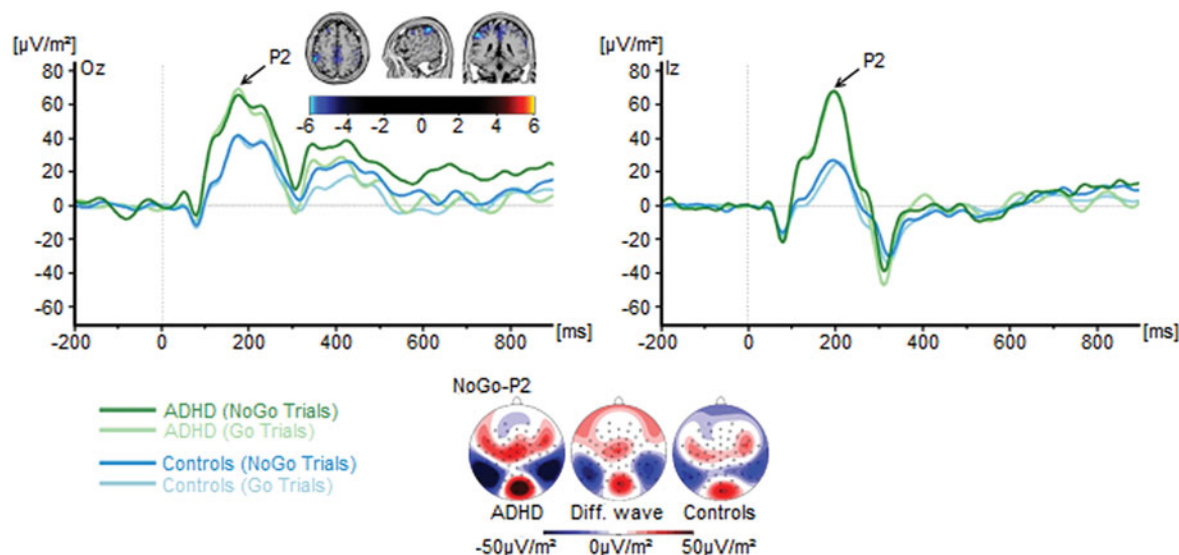 [µV/m²]
Oz
P2
80
60
40
20
0
-20
-40
-60
-200 0 200 400 600 800 [ms]
-6 -4 -2 0 2 4 6
[µV/m²]
Iz
P2
80
60
40
20
0
-20
-40
-60
-200 0 200 400 600 800 [ms]
ADHD (NoGo Trials)
ADHD (Go Trials)
Controls (NoGo Trials)
Controls (Go Trials)
NoGo-P2
ADHD Diff. wave Controls
-50µV/m² 0µV/m² 50µV/m²